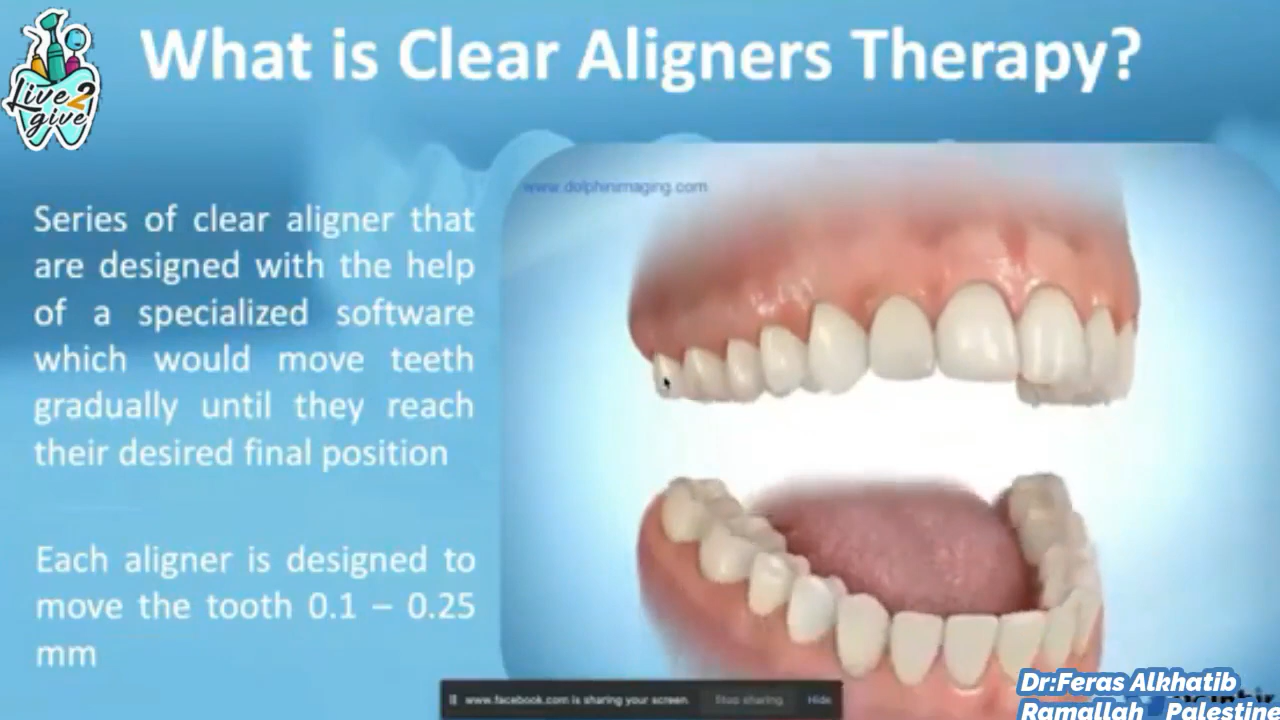 Live2
give
What is Clear Aligners Therapy?
www.dolphinimaging.com
Series of clear aligner that
are designed with the help
of a specialized software
which would move teeth
gradually until they reach
their desired final position
Each aligner is designed to
move the tooth 0.1 – 0.25
mm
www.facebook.com is sharing your screen. Stop sharing Hide
Dr:Feras Alkhatib
Ramallah Palestine